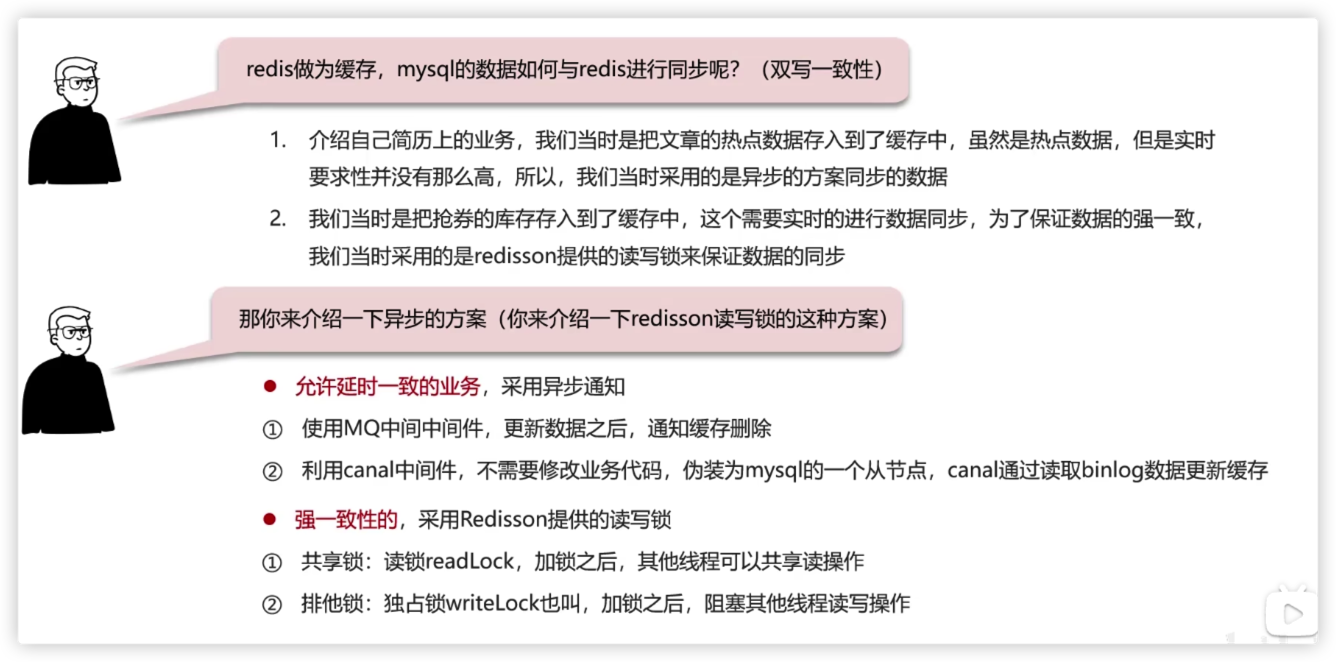 redis做为缓存，mysql的数据如何与redis进行同步呢？（双写一致性）
1. 介绍自己简历上的业务，我们当时是把文章的热点数据存入到了缓存中，虽然是热点数据，但是实时
要求性并没有那么高，所以，我们当时采用的是异步的方案同步的数据
2. 我们当时是把抢券的库存存入到了缓存中，这个需要实时的进行数据同步，为了保证数据的强一致，
我们当时采用的是redisson提供的读写锁来保证数据的同步
那你来介绍一下异步的方案（你来介绍一下redisson读写锁的这种方案）
● 允许延时一致的业务，采用异步通知
① 使用MQ中间中间件，更新数据之后，通知缓存删除
② 利用canal中间件，不需要修改业务代码，伪装为mysql的一个从节点，canal通过读取binlog数据更新缓存
● 强一致性的，采用Redisson提供的读写锁
① 共享锁：读锁readLock，加锁之后，其他线程可以共享读操作
② 排他锁：独占锁writeLock也叫，加锁之后，阻塞其他线程读写操作